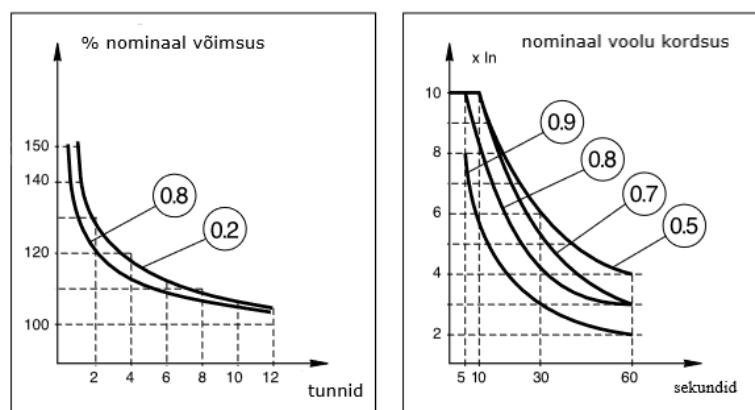 % nominaal võimsus
150
140
120
100
0.8
0.2
2 4 6 8 10 12
tunnid
nominaal voolu kordsus
x In
10
8
6
4
2
0.9
0.8
0.7
0.5
5 10 30 60
sekundid